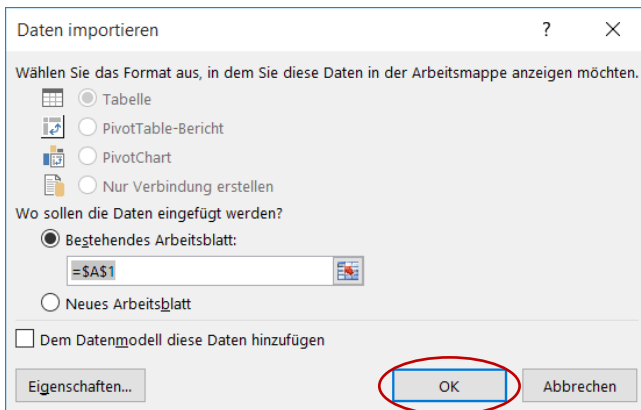 Daten importieren ? ×
Wählen Sie das Format aus, in dem Sie diese Daten in der Arbeitsmappe anzeigen möchten.
Tabelle
PivotTable-Bericht
PivotChart
Nur Verbindung erstellen
Wo sollen die Daten eingefügt werden?
Bestehendes Arbeitsblatt:
=$A$1
Neues Arbeitsblatt
Dem Datenmodell diese Daten hinzufügen
Eigenschaften... OK Abbrechen